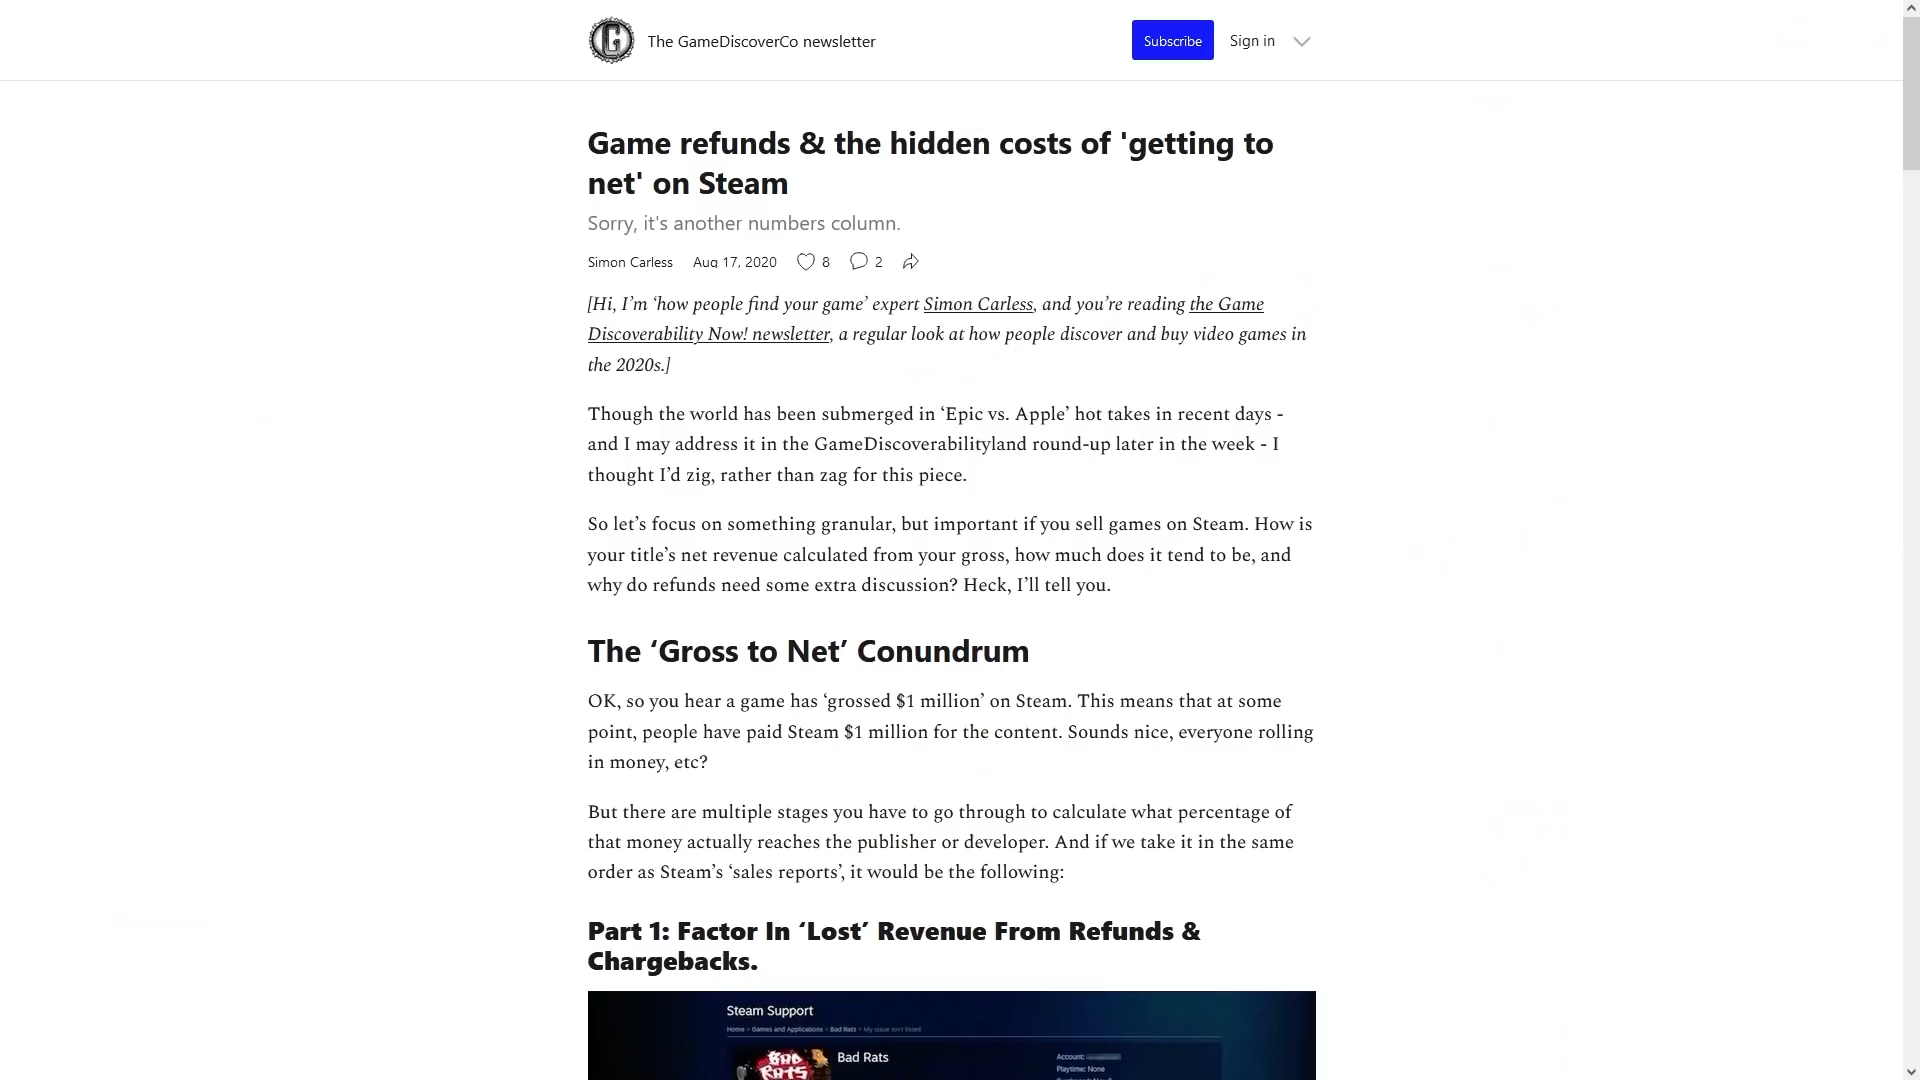 The GameDiscoverCo newsletter
Subscribe
Sign in
Game refunds & the hidden costs of 'getting to
net' on Steam
Sorry, it's another numbers column.
Simon Carless Aug 17, 2020 8 2
[Hi, I’m ‘how people find your game’ expert Simon Carless, and you’re reading the Game
Discoverability Now! newsletter, a regular look at how people discover and buy video games in
the 2020s.]
Though the world has been submerged in ‘Epic vs. Apple’ hot takes in recent days -
and I may address it in the GameDiscoverabilityland round-up later in the week - I
thought I’d zig, rather than zag for this piece.
So let’s focus on something granular, but important if you sell games on Steam. How is
your title’s net revenue calculated from your gross, how much does it tend to be, and
why do refunds need some extra discussion? Heck, I’ll tell you.
The ‘Gross to Net’ Conundrum
OK, so you hear a game has ‘grossed $1 million’ on Steam. This means that at some
point, people have paid Steam $1 million for the content. Sounds nice, everyone rolling
in money, etc?
But there are multiple stages you have to go through to calculate what percentage of
that money actually reaches the publisher or developer. And if we take it in the same
order as Steam’s ‘sales reports’, it would be the following:
Part 1: Factor In ‘Lost’ Revenue From Refunds &
Chargebacks.
Steam Support
Home > Games and Applications > Bad Rats > My issue isn't listed
BAD RATS
Bad Rats
Account:
Playtime: None